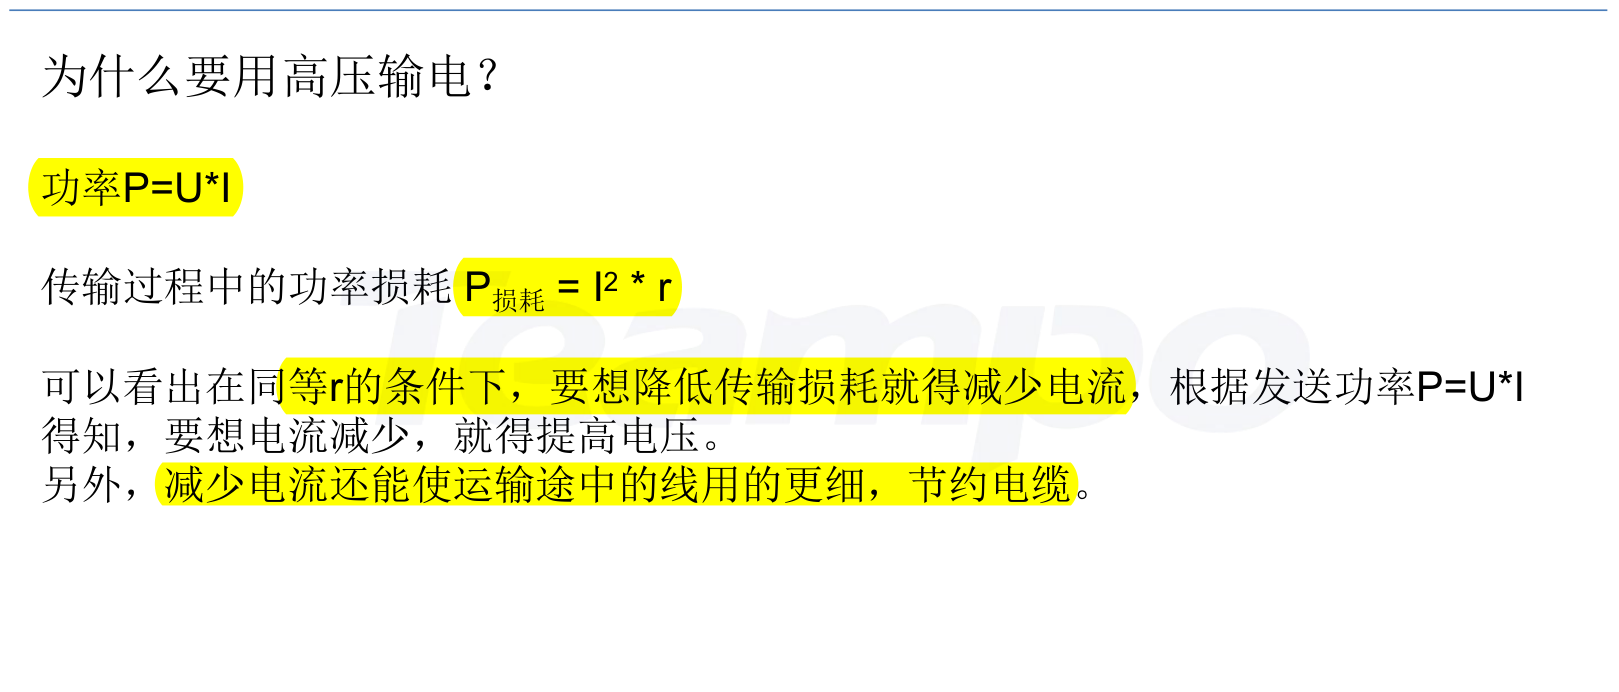 为什么要用高压输电？
功率P=U*I
传输过程中的功率损耗 P损耗 = I² * r
可以看出在同等r的条件下，要想降低传输损耗就得减少电流，根据发送功率P=U*I
得知，要想电流减少，就得提高电压。
另外，减少电流还能使运输途中的线用的更细，节约电缆。
Teampo